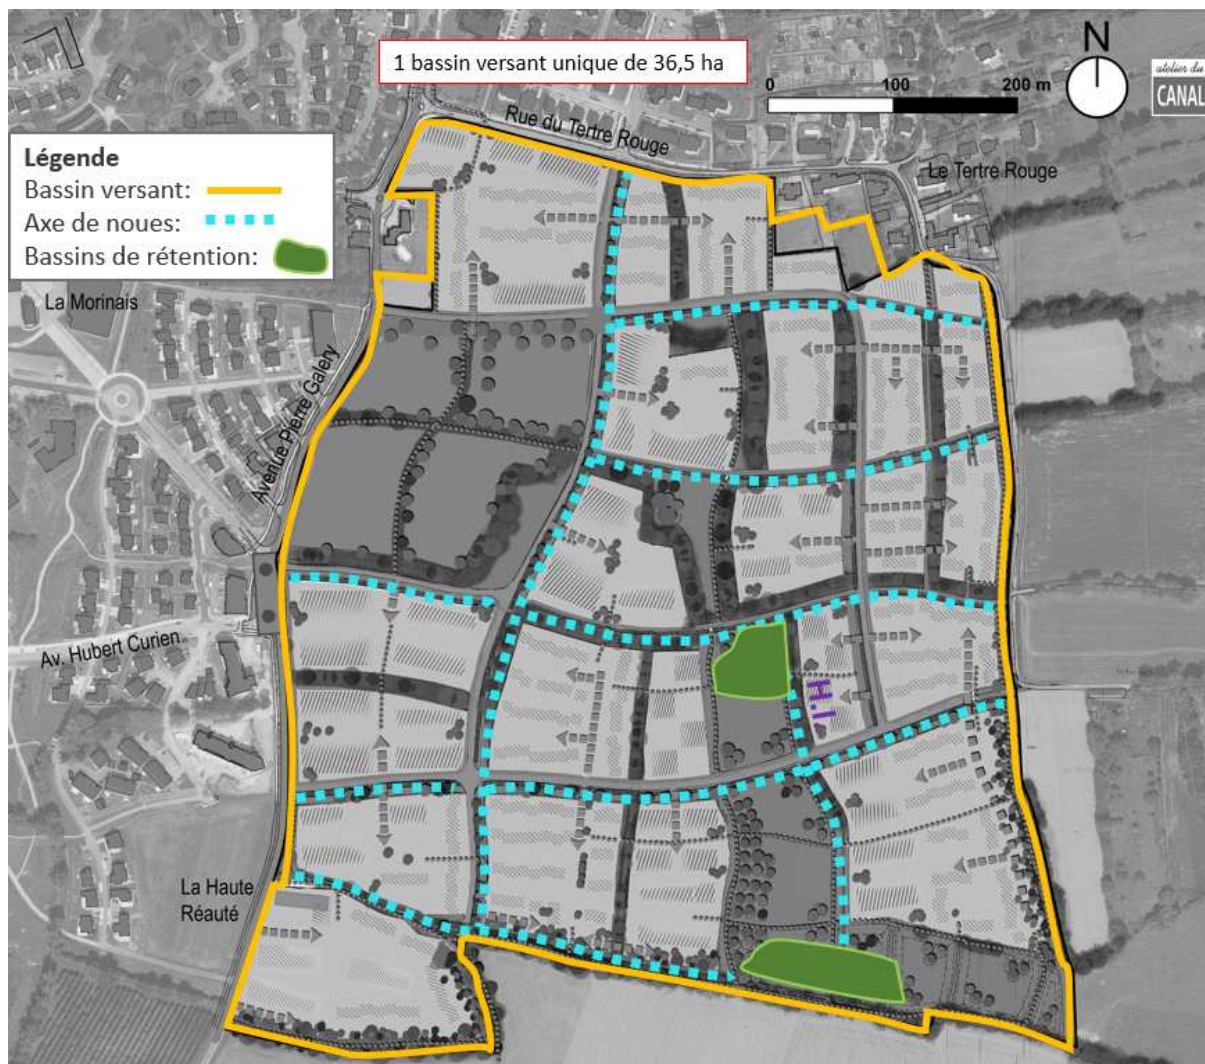 1 bassin versant unique de 36,5 ha
N
0 100 200 m
atelier du
CANAL
Rue du Tertre Rouge
Le Tertre Rouge
Légende
Bassin versant:
Axe de noues:
Bassins de rétention:
La Morinais
Avenue Pierre Galery
Av. Hubert Curien
H.I
La Haute
Réauté